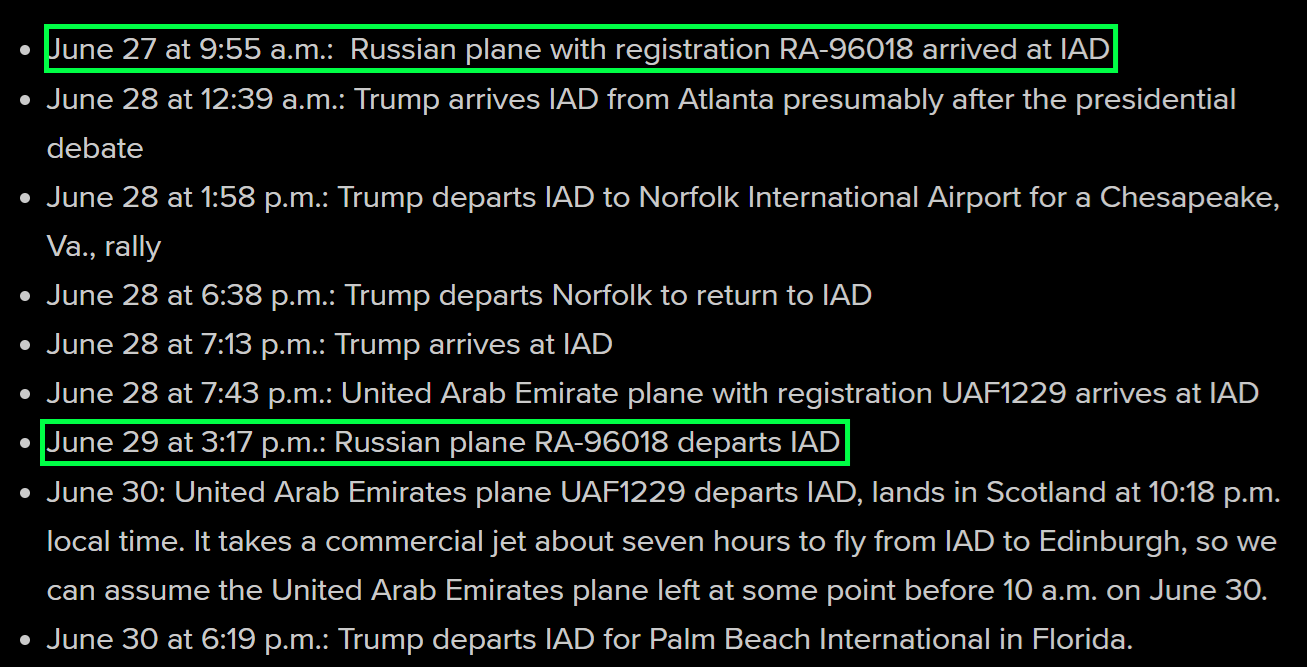 • June 27 at 9:55 a.m.:  Russian plane with registration RA-96018 arrived at IAD
• June 28 at 12:39 a.m.: Trump arrives IAD from Atlanta presumably after the presidential
debate
• June 28 at 1:58 p.m.: Trump departs IAD to Norfolk International Airport for a Chesapeake,
Va., rally
• June 28 at 6:38 p.m.: Trump departs Norfolk to return to IAD
• June 28 at 7:13 p.m.: Trump arrives at IAD
• June 28 at 7:43 p.m.: United Arab Emirate plane with registration UAF1229 arrives at IAD
• June 29 at 3:17 p.m.: Russian plane RA-96018 departs IAD
• June 30: United Arab Emirates plane UAF1229 departs IAD, lands in Scotland at 10:18 p.m.
local time. It takes a commercial jet about seven hours to fly from IAD to Edinburgh, so we
can assume the United Arab Emirates plane left at some point before 10 a.m. on June 30.
• June 30 at 6:19 p.m.: Trump departs IAD for Palm Beach International in Florida.